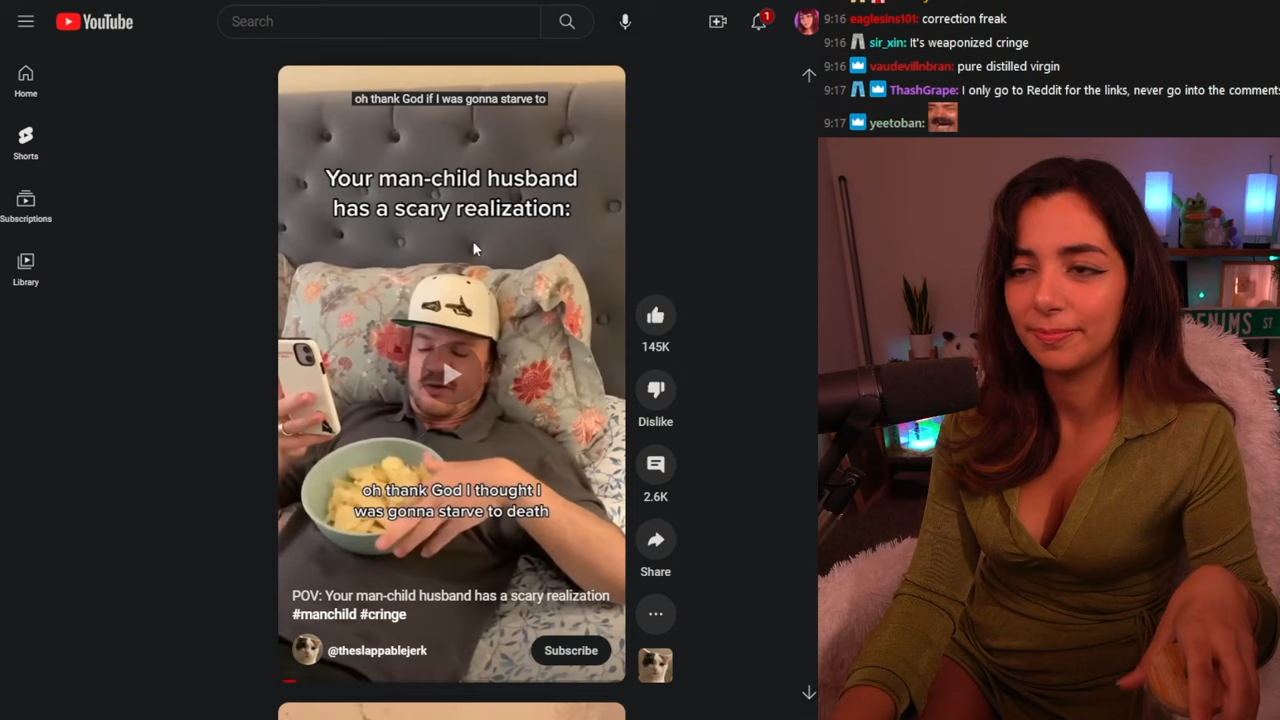 YouTube
Search
1
Home
Shorts
Subscriptions
Library
oh thank God if I was gonna starve to
Your man-child husband
has a scary realization:
oh thank God I thought I
was gonna starve to death
POV: Your man-child husband has a scary realization
#manchild #cringe
@theslappablejerk
Subscribe
145K
Dislike
2.6K
Share
9:16 eaglesins101: correction freak
9:16 sir_xin: It's weaponized cringe
9:16 vaudevillnbran: pure distilled virgin
9:17 ThashGrape: I only go to Reddit for the links, never go into the comments
9:17 yeetoban:
ENIMS ST